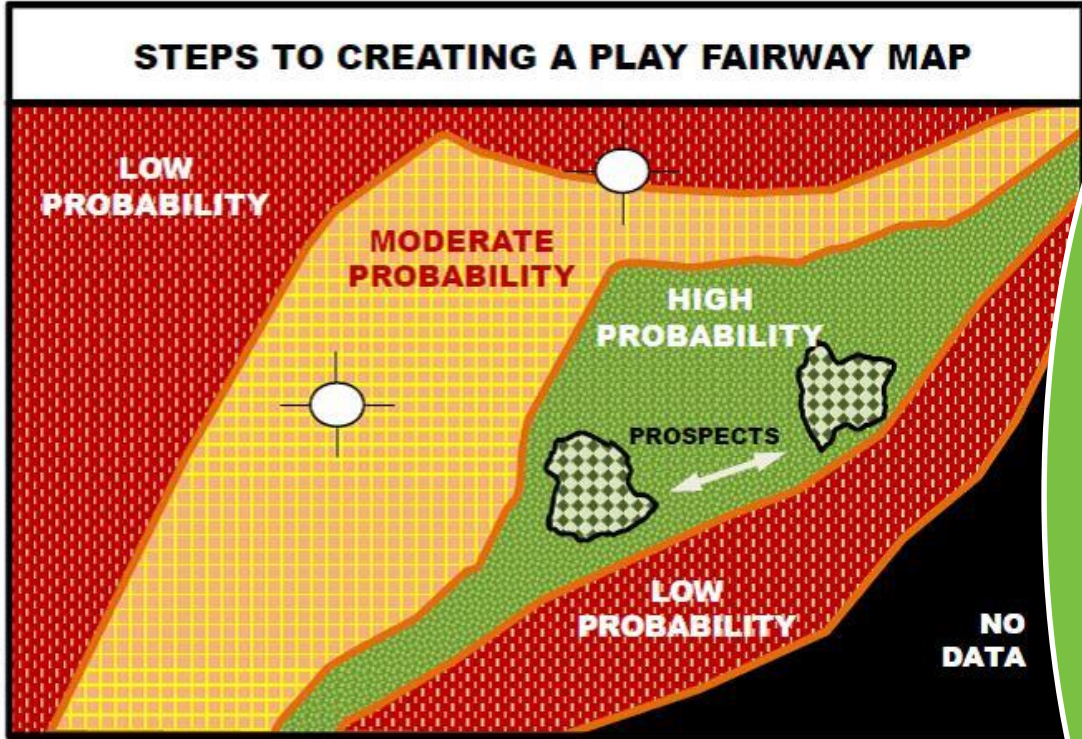 STEPS TO CREATING A PLAY FAIRWAY MAP
LOW
PROBABILITY
MODERATE
PROBABILITY
HIGH
PROBABILITY
PROSPECTS
LOW
PROBABILITY
NO
DATA